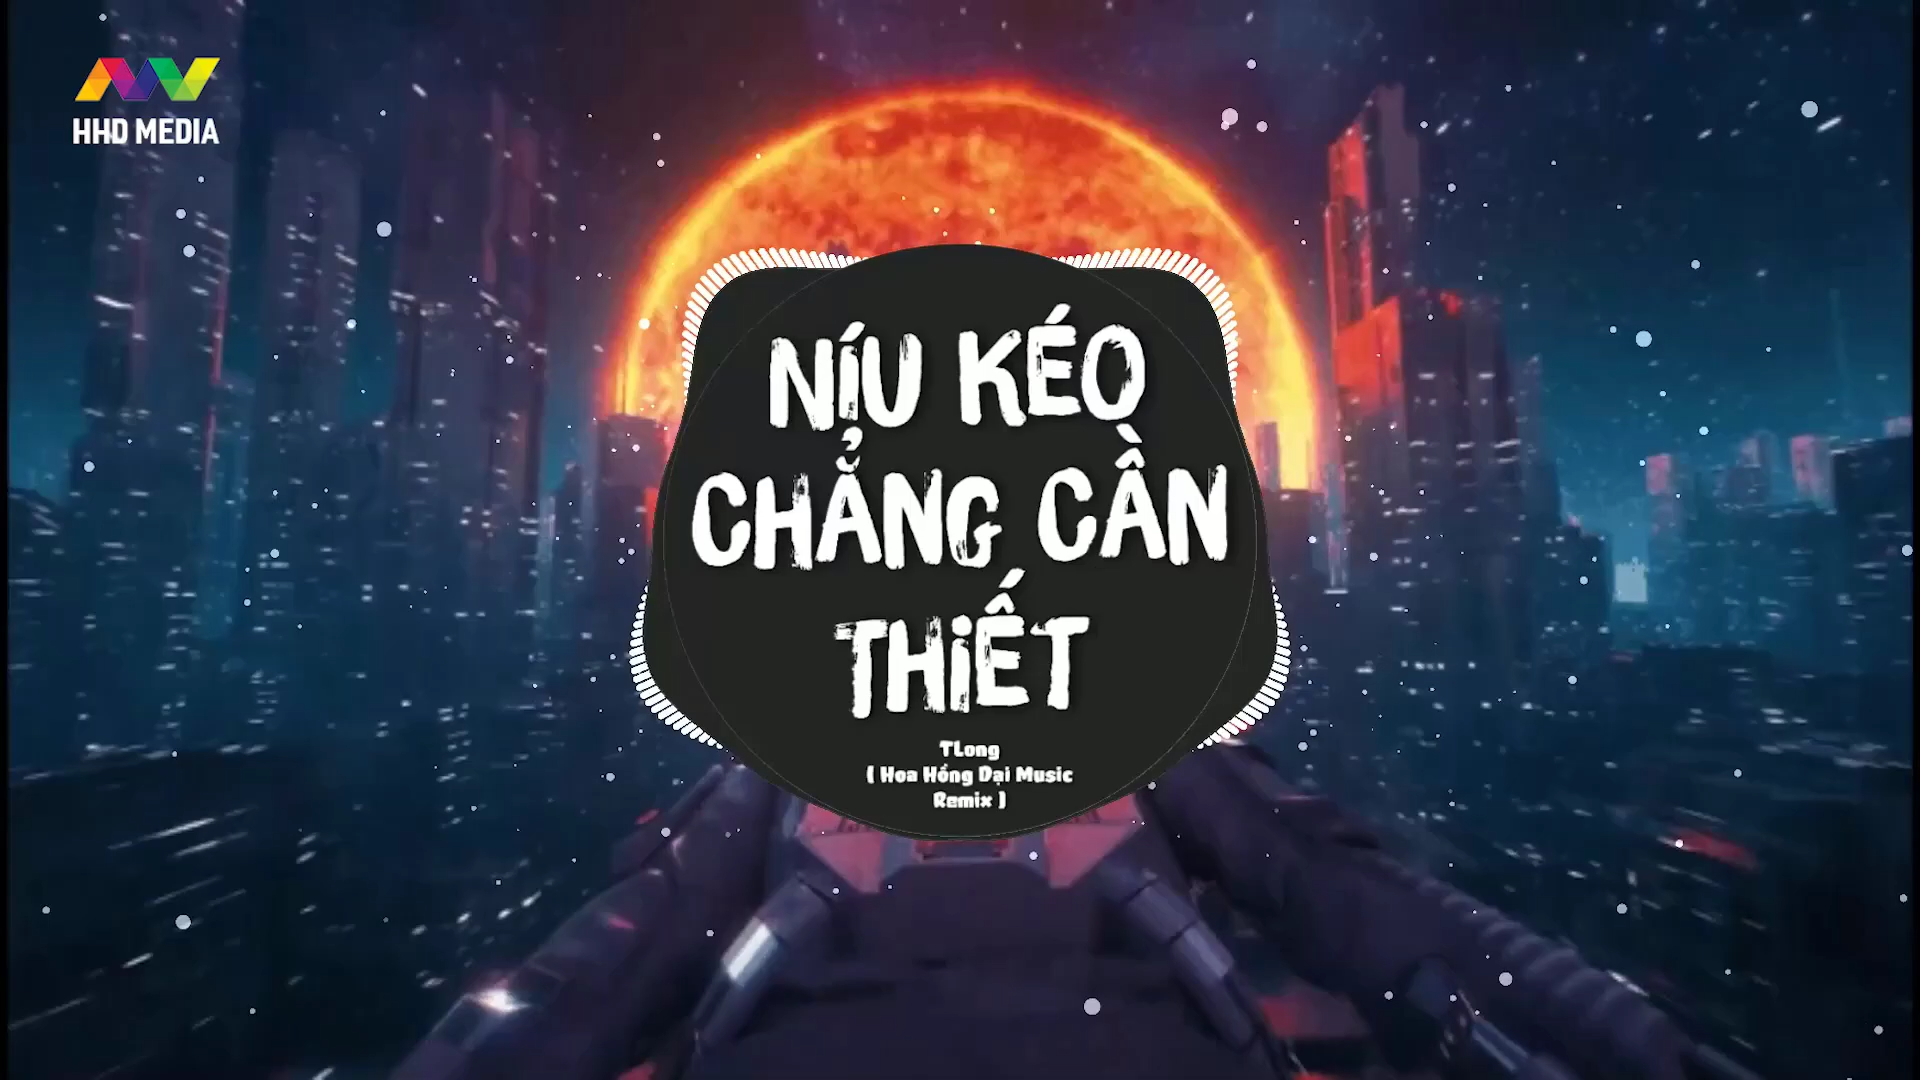 HHD MEDIA
NÍU KÉO
CHẲNG CẦN
THIẾT
TLong
( Hoa Hồng Dại Music
Remix )